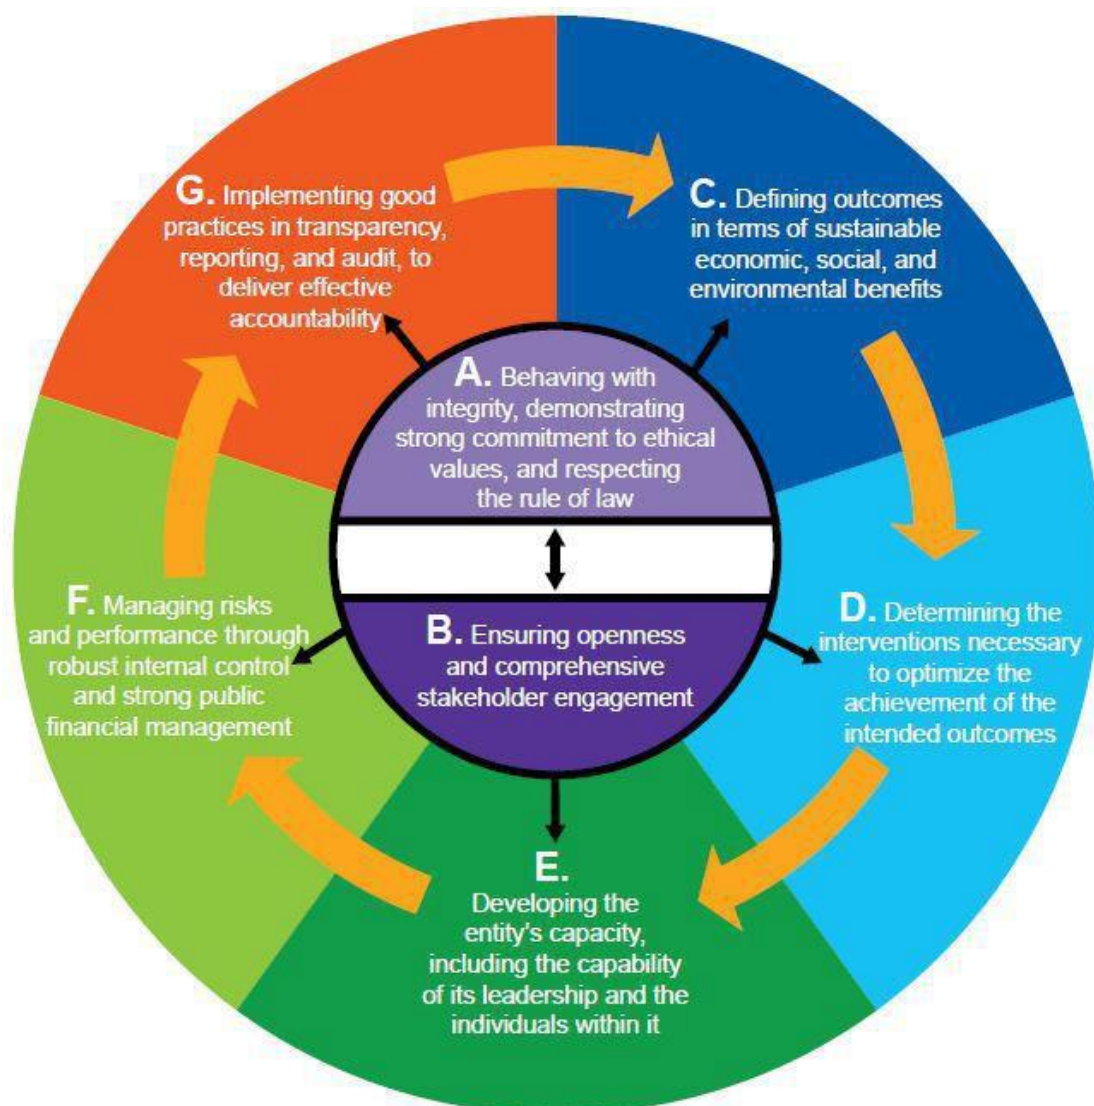 A. Behaving with
integrity, demonstrating
strong commitment to ethical
values, and respecting
the rule of law
B. Ensuring openness
and comprehensive
stakeholder engagement
C. Defining outcomes
in terms of sustainable
economic, social, and
environmental benefits
D. Determining the
interventions necessary
to optimize the
achievement of the
intended outcomes
E.
Developing the
entity's capacity,
including the capability
of its leadership and the
individuals within it
F. Managing risks
and performance through
robust internal control
and strong public
financial management
G. Implementing good
practices in transparency,
reporting, and audit, to
deliver effective
accountability